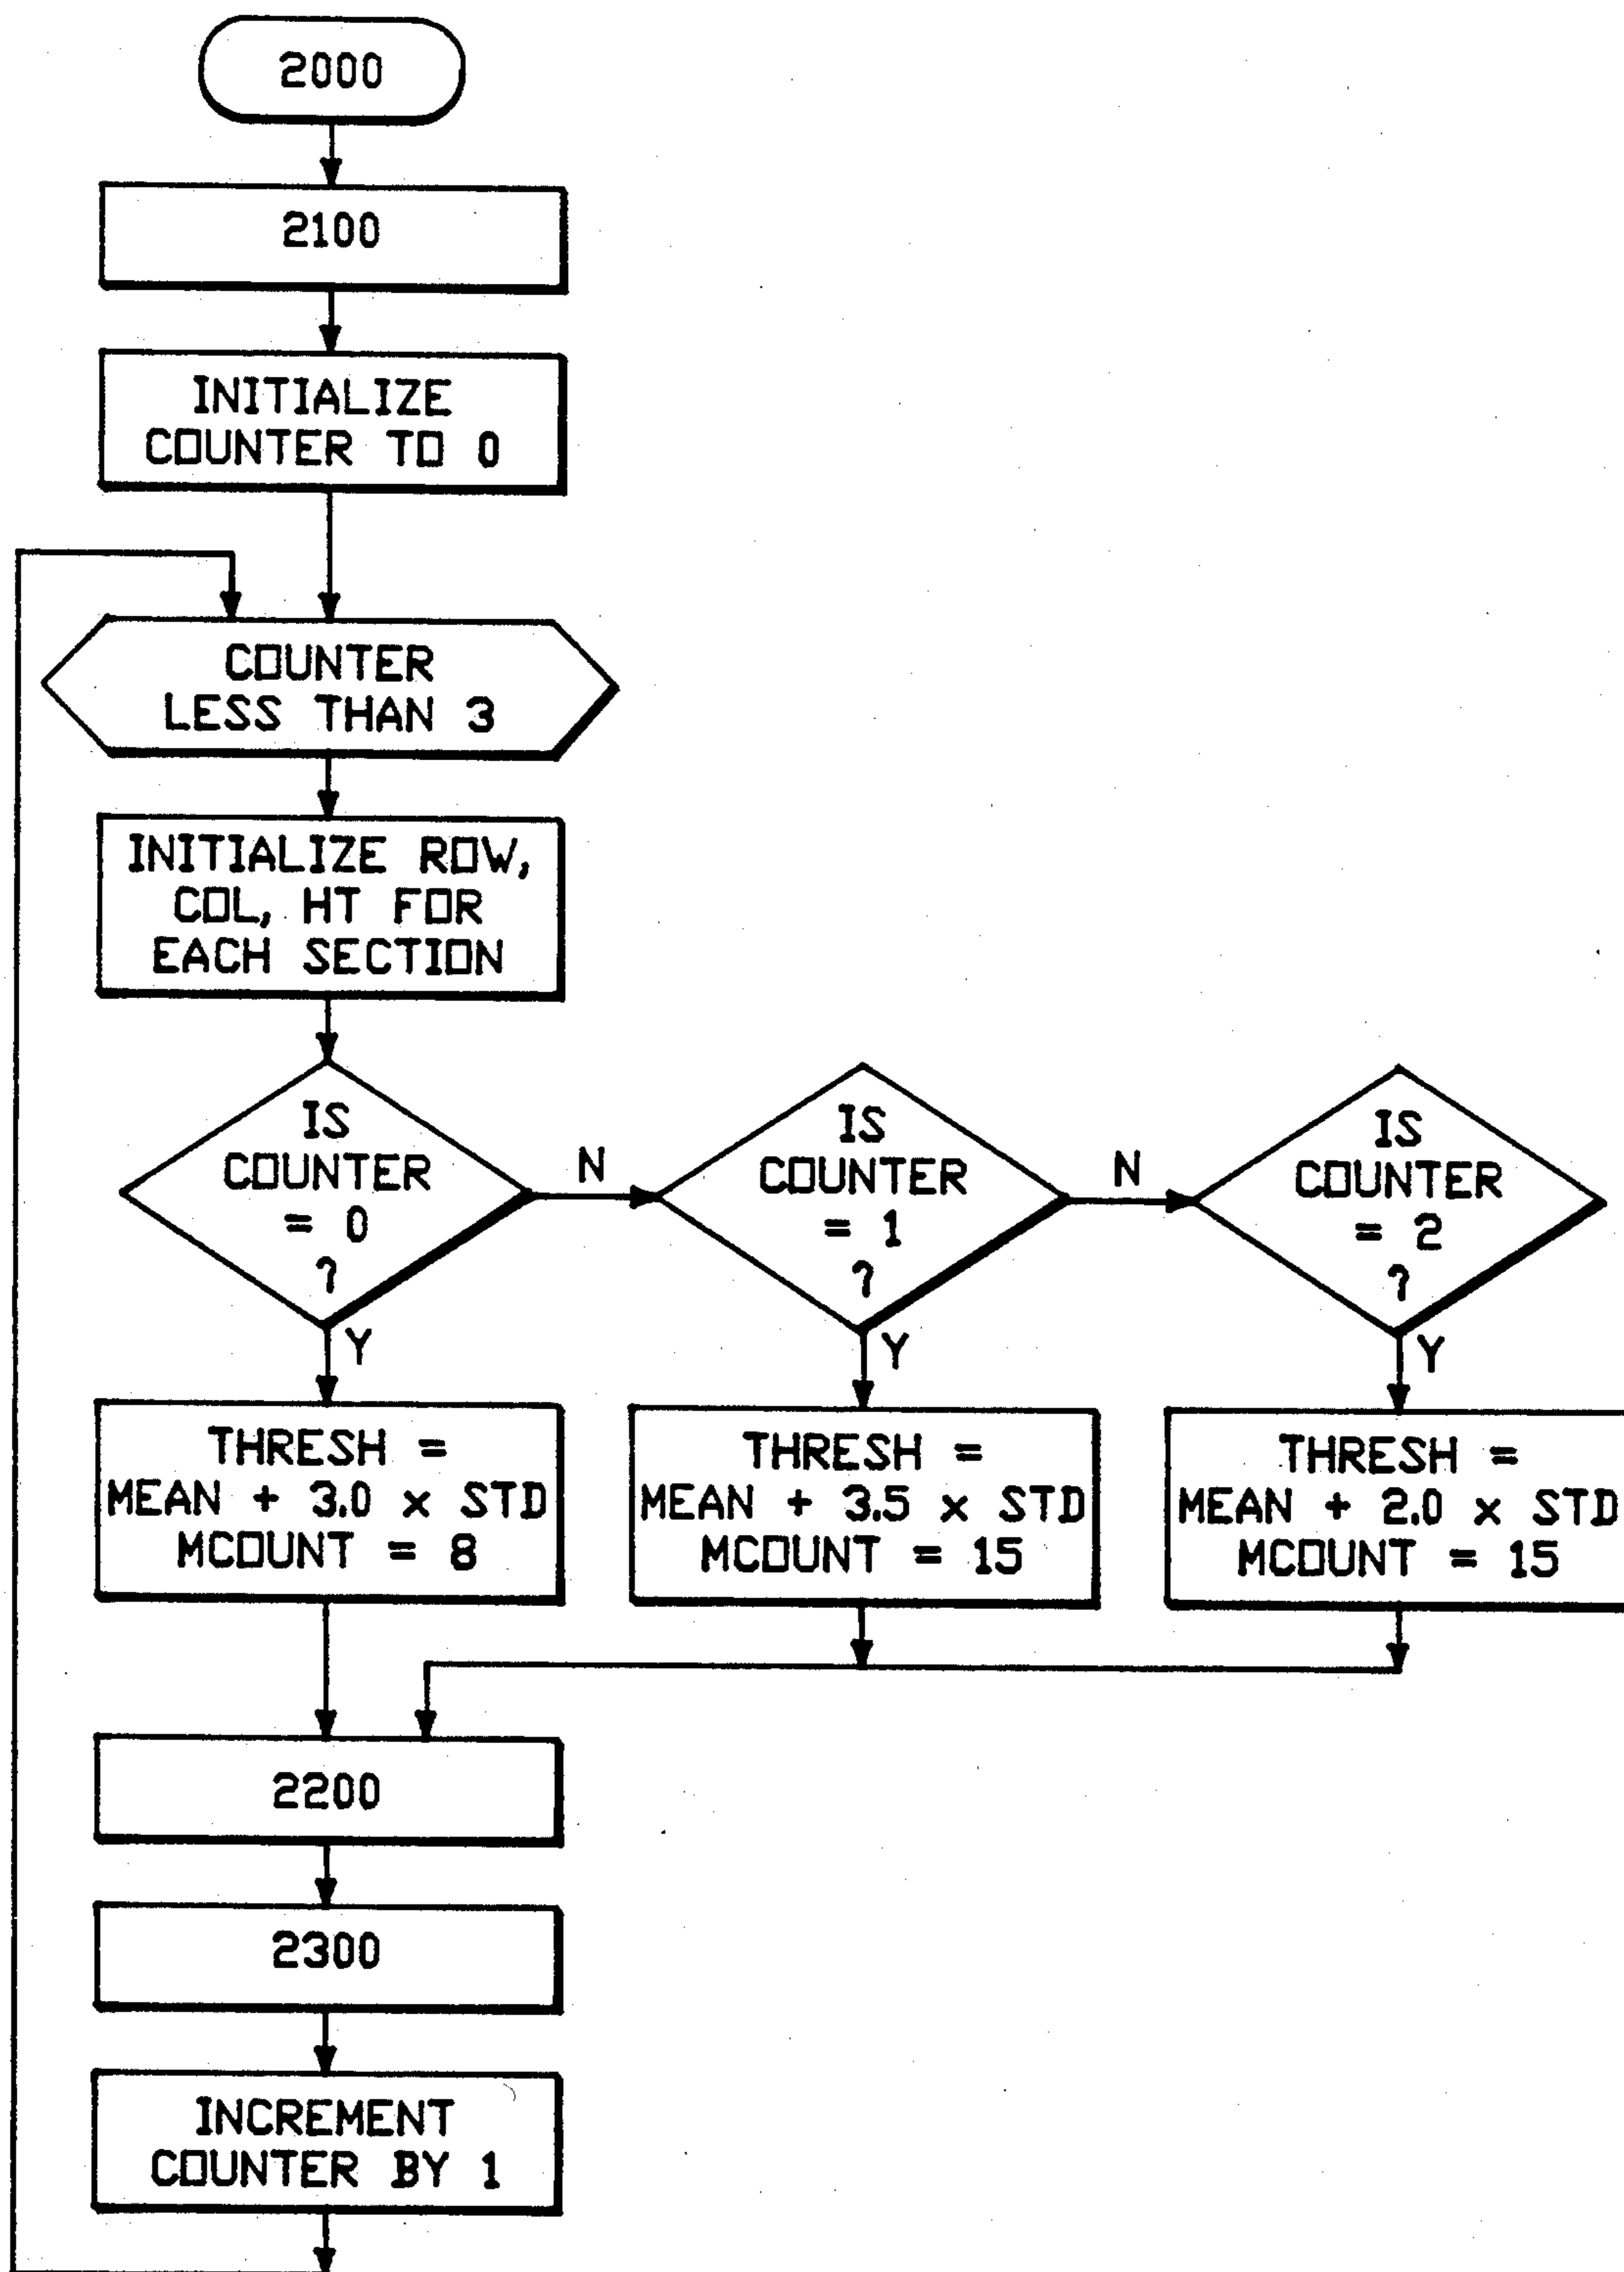 2000
2100
INITIALIZE
COUNTER TO 0
COUNTER
LESS THAN 3
INITIALIZE ROW,
COL, HT FOR
EACH SECTION
IS
COUNTER
= 0
?
N
Y
IS
COUNTER
= 1
?
N
Y
IS
COUNTER
= 2
?
Y
THRESH =
MEAN + 3.0 x STD
MCOUNT = 8
THRESH =
MEAN + 3.5 x STD
MCOUNT = 15
THRESH =
MEAN + 2.0 x STD
MCOUNT = 15
2200
2300
INCREMENT
COUNTER BY 1